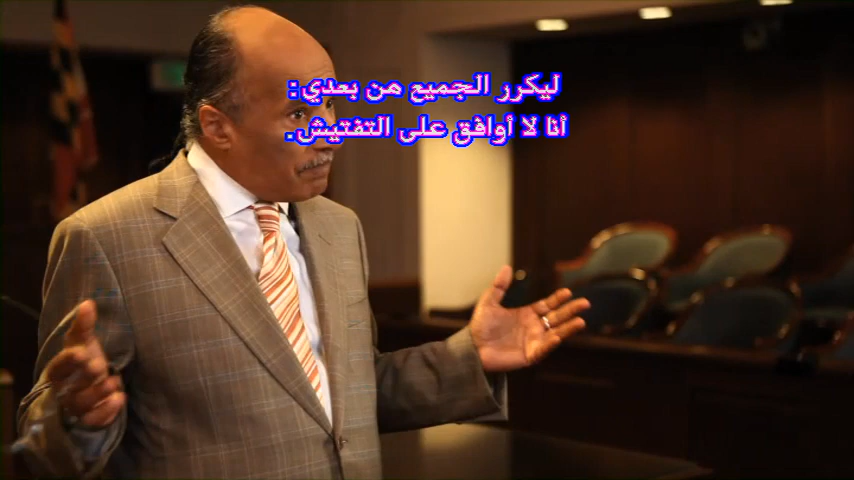 ليكرر الجميع من بعدي:
أنا لا أوافق على التفتيش.